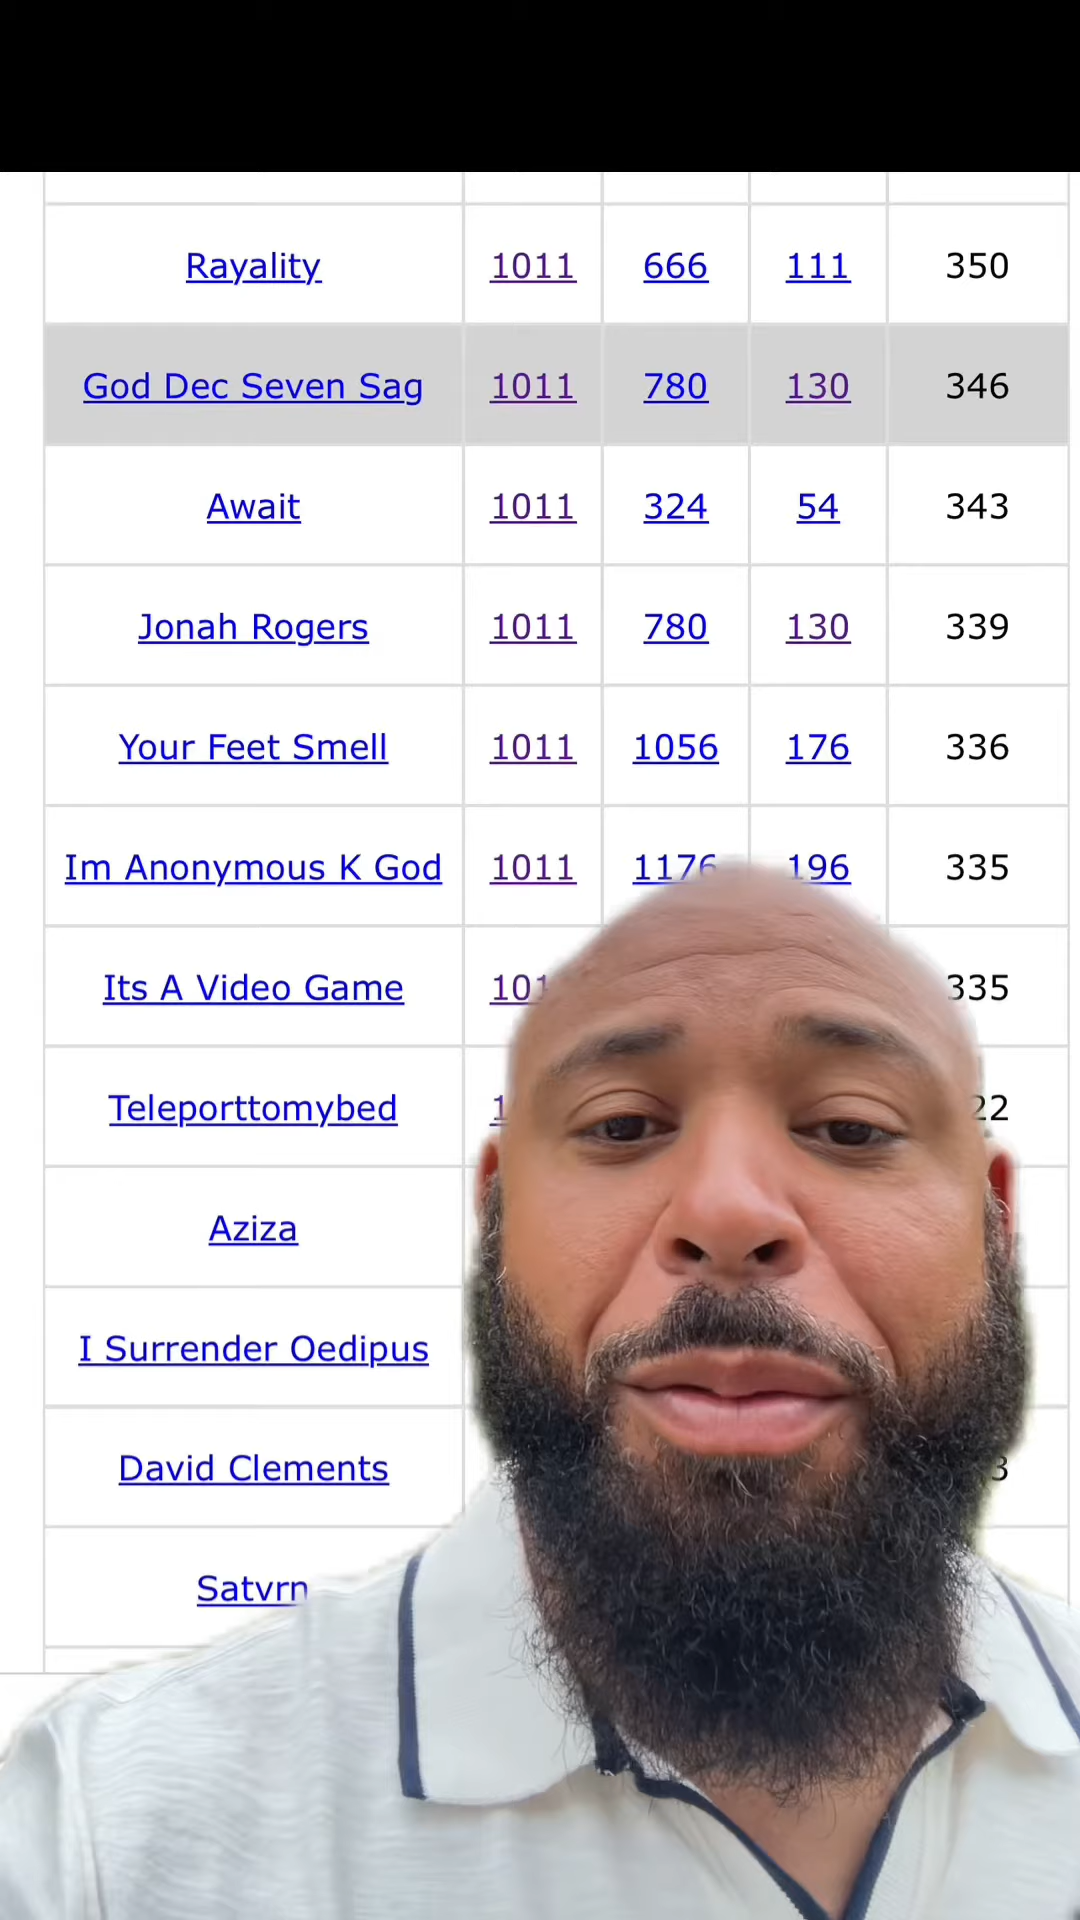 Rayality 1011 666 111 350
God Dec Seven Sag 1011 780 130 346
Await 1011 324 54 343
Jonah Rogers 1011 780 130 339
Your Feet Smell 1011 1056 176 336
Im Anonymous K God 1011 1176 196 335
Its A Video Game 335
Teleporttomybed
Aziza
I Surrender Oedipus
David Clements
Satvrn